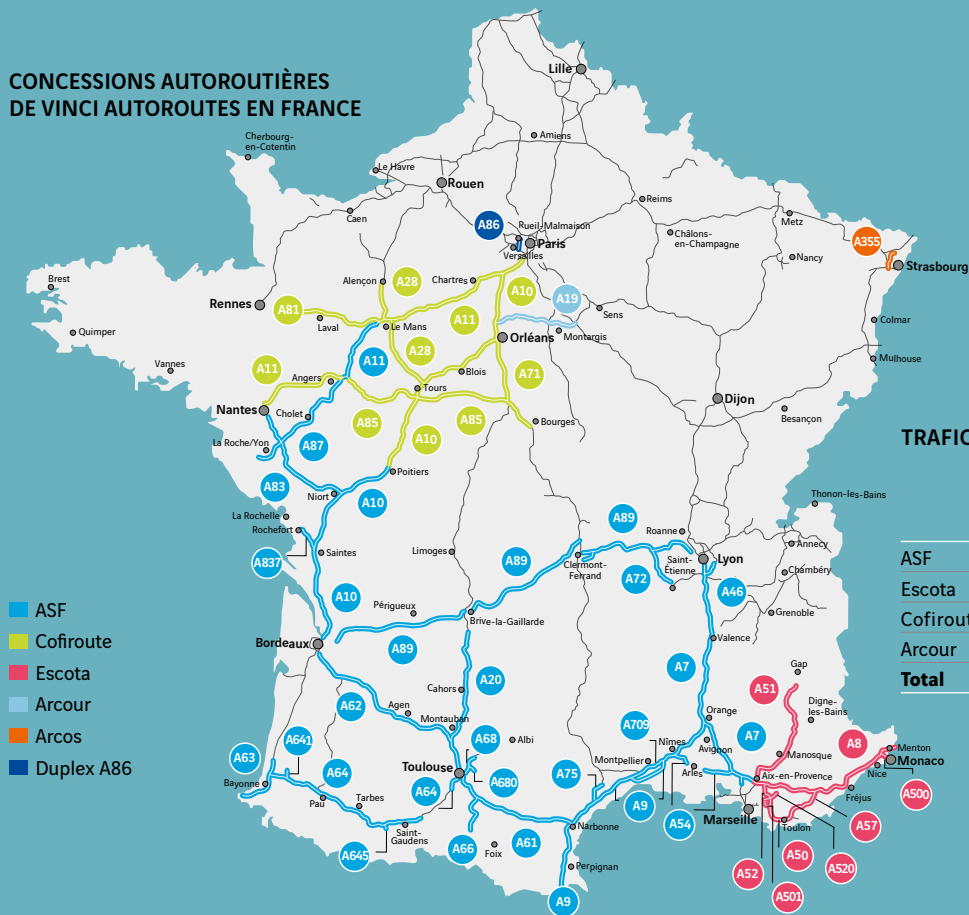 CONCESSIONS AUTOROUTIÈRES
DE VINCI AUTOROUTES EN FRANCE
Lille
Cherbourg-
en-Cotentin
Amiens
Le Havre
Rouen
Reims
Caen
A86
Rueil-Malmaison
Paris
Versailles
Châlons-
en-Champagne
Metz
Nancy
A355
Strasbourg
Brest
Quimper
Rennes
A81
Laval
Alençon
A28
Chartres
A10
A19
Sens
Montargis
A11
Le Mans
Orléans
Colmar
Mulhouse
Vannes
A11
A11
A28
Blois
A71
Angers
Tours
Nantes
Cholet
A85
A10
A85
Bourges
Dijon
Besançon
La Roche/Yon
A87
A83
Niort
A10
Poitiers
TRAFIC
La Rochelle
Rochefort
A837
Saintes
Limoges
A89
A89
Roanne
Clermont-
Ferrand
A72
Saint-
Étienne
Lyon
A46
Thonon-les-Bains
Annecy
Chambéry
Grenoble
ASF
Escota
Cofirout
Arcour
Total
ASF
Cofiroute
Escota
Arcour
Arcos
Duplex A86
A10
Périgueux
Brive-la-Gaillarde
Bordeaux
A89
Valence
A7
Gap
A51
Digne-
les-Bains
Cahors
A20
A62
Agen
Montauban
A68
Albi
A709
Nîmes
Orange
Avignon
A7
Manosque
A8
Menton
Monaco
Nice
A500
A63
A641
Bayonne
A64
Pau
Tarbes
Toulouse
A64
A680
A75
Montpellier
Arles
A9
A54
Aix-en-Provence
Marseille
Fréjus
Toulon
A57
A645
Saint-
Gaudens
A66
Foix
A61
Narbonne
Perpignan
A9
A52
A501
A50
A520